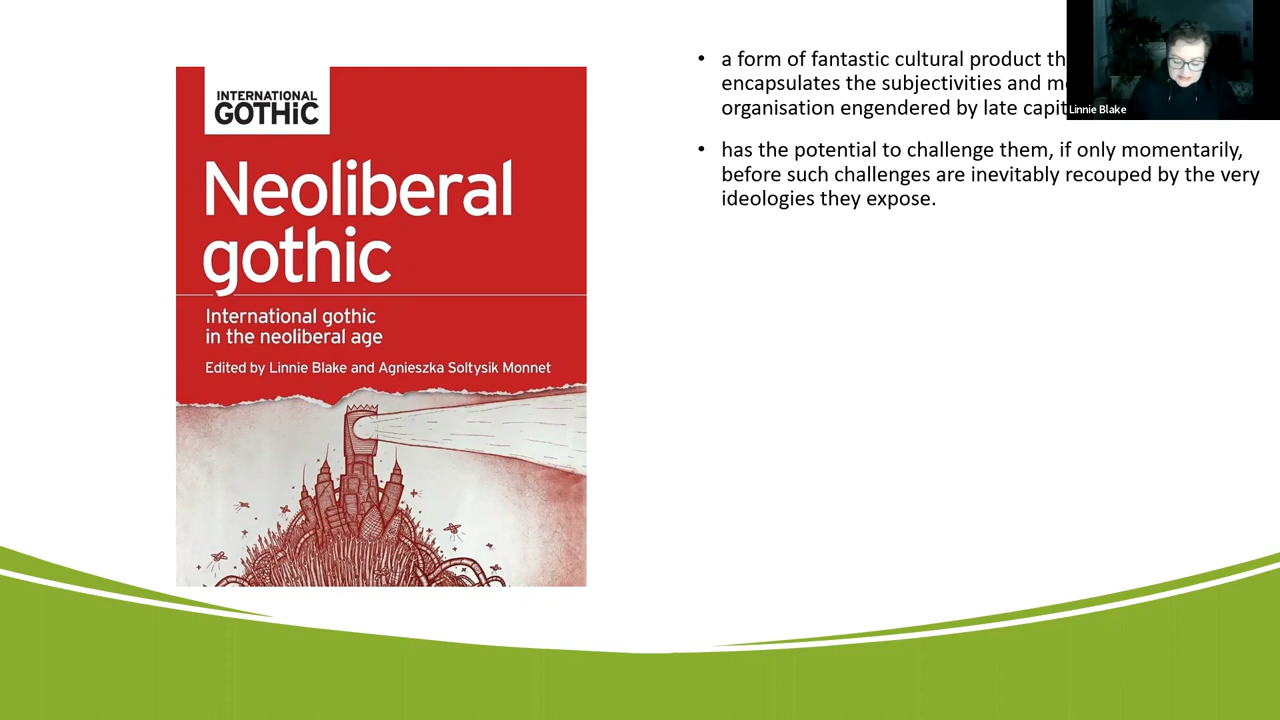 INTERNATIONAL
GOTHIC
Neoliberal
gothic
International gothic
in the neoliberal age
Edited by Linnie Blake and Agnieszka Soltysik Monnet
• a form of fantastic cultural product
encapsulates the subjectivities and
organisation engendered by late
• has the potential to challenge them, if only momentarily,
before such challenges are inevitably recouped by the very
ideologies they expose.
Linnie Blake